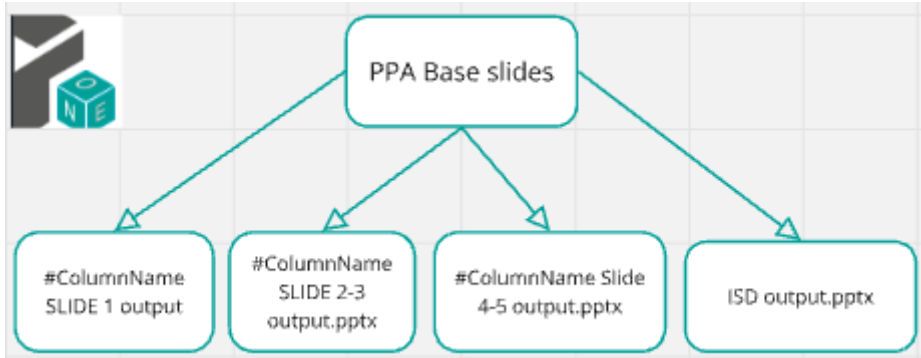 O
N E
PPA Base slides
#ColumnName
SLIDE 1 output
#ColumnName
SLIDE 2-3
output.pptx
#ColumnName Slide
4-5 output.pptx
ISD output.pptx